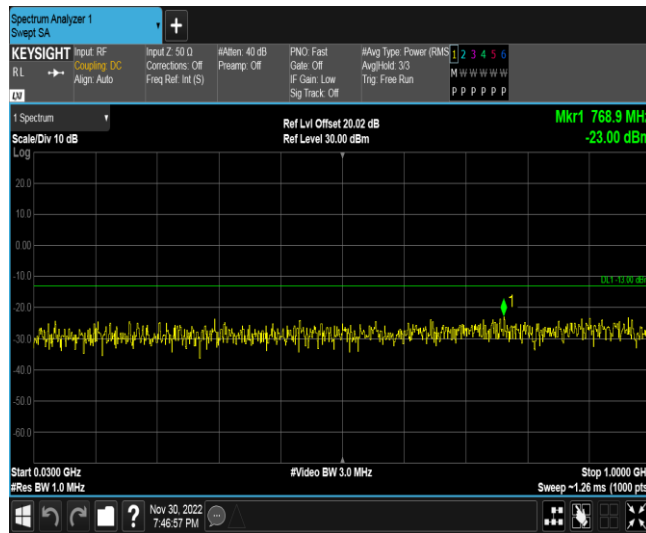 Spectrum Analyzer 1
Swept SA
+
KEYSIGHT Input: RF Input Z: 50 Ω #Atten: 40 dB PNO: Fast #Avg Type: Power (RMS 1 2 3 4 5 6
RL Coupling: DC Corrections: Off Preamp: Off Gate: Off Avg|Hold: 3/3 M W W W W W
Align: Auto Freq Ref: Int (S) IF Gain: Low Trig: Free Run
LXI Sig Track: Off P P P P P P
1 Spectrum Ref Lvl Offset 20.02 dB Mkr1 768.9 MHz
Scale/Div 10 dB Ref Level 30.00 dBm -23.00 dBm
Log
20.0
10.0
0.00
-10.0
DL1 -13.00 dBm
-20.0
1
-30.0
-40.0
-50.0
-60.0
Start 0.0300 GHz #Video BW 3.0 MHz Stop 1.0000 GH
#Res BW 1.0 MHz Sweep ~1.26 ms (1000 pts
? Nov 30, 2022
7:46:57 PM